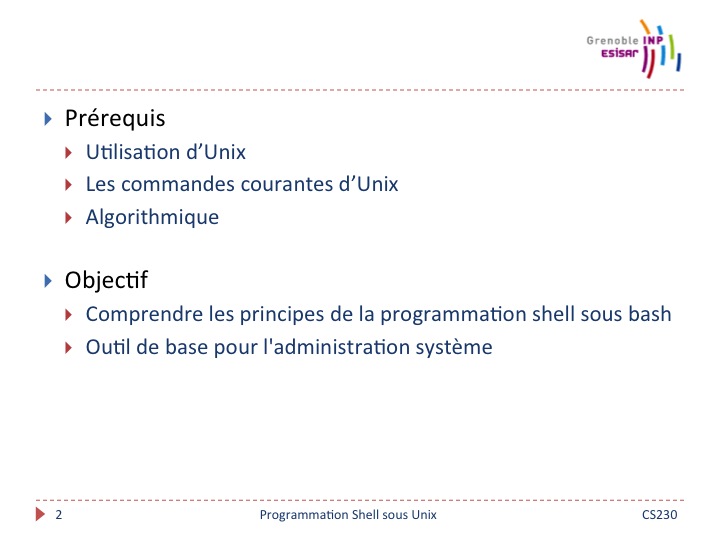 Grenoble INP
ESISAR
Prérequis
Utilisation d’Unix
Les commandes courantes d’Unix
Algorithmique
Objectif
Comprendre les principes de la programmation shell sous bash
Outil de base pour l'administration système
2 Programmation Shell sous Unix CS230